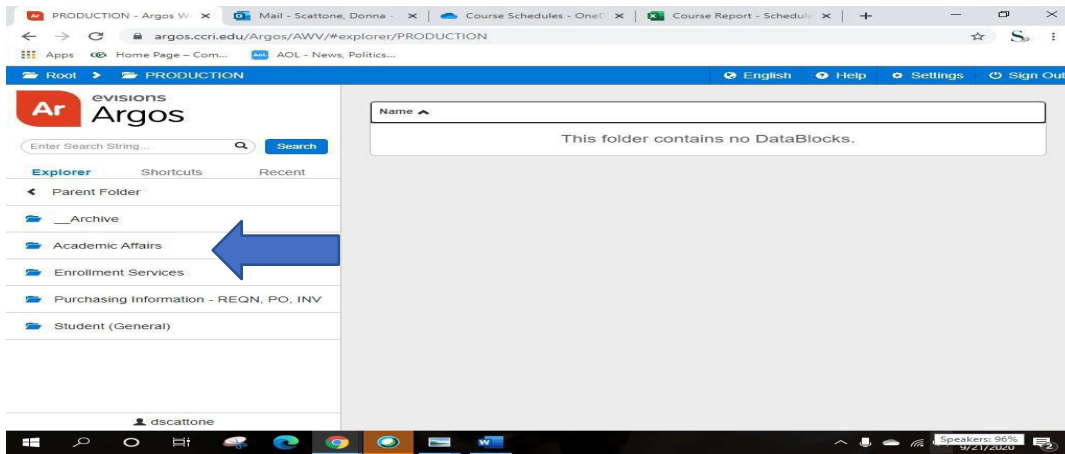 PRODUCTION - Argos W
Mail - Scattone, Donna -
Course Schedules - OneD
Course Report - Schedul
argos.ccri.edu/Argos/AWV/#explorer/PRODUCTION
Apps
Home Page – Com...
AOL - News, Politics...
Root > PRODUCTION
English
Help
Settings
Sign Out
Ar evisions Argos
Enter Search String...
Search
Explorer Shortcuts Recent
Parent Folder
__Archive
Academic Affairs
Enrollment Services
Purchasing Information - REQN, PO, INV
Student (General)
dscattone
Name
This folder contains no DataBlocks.
Speakers: 96%
9/21/2020